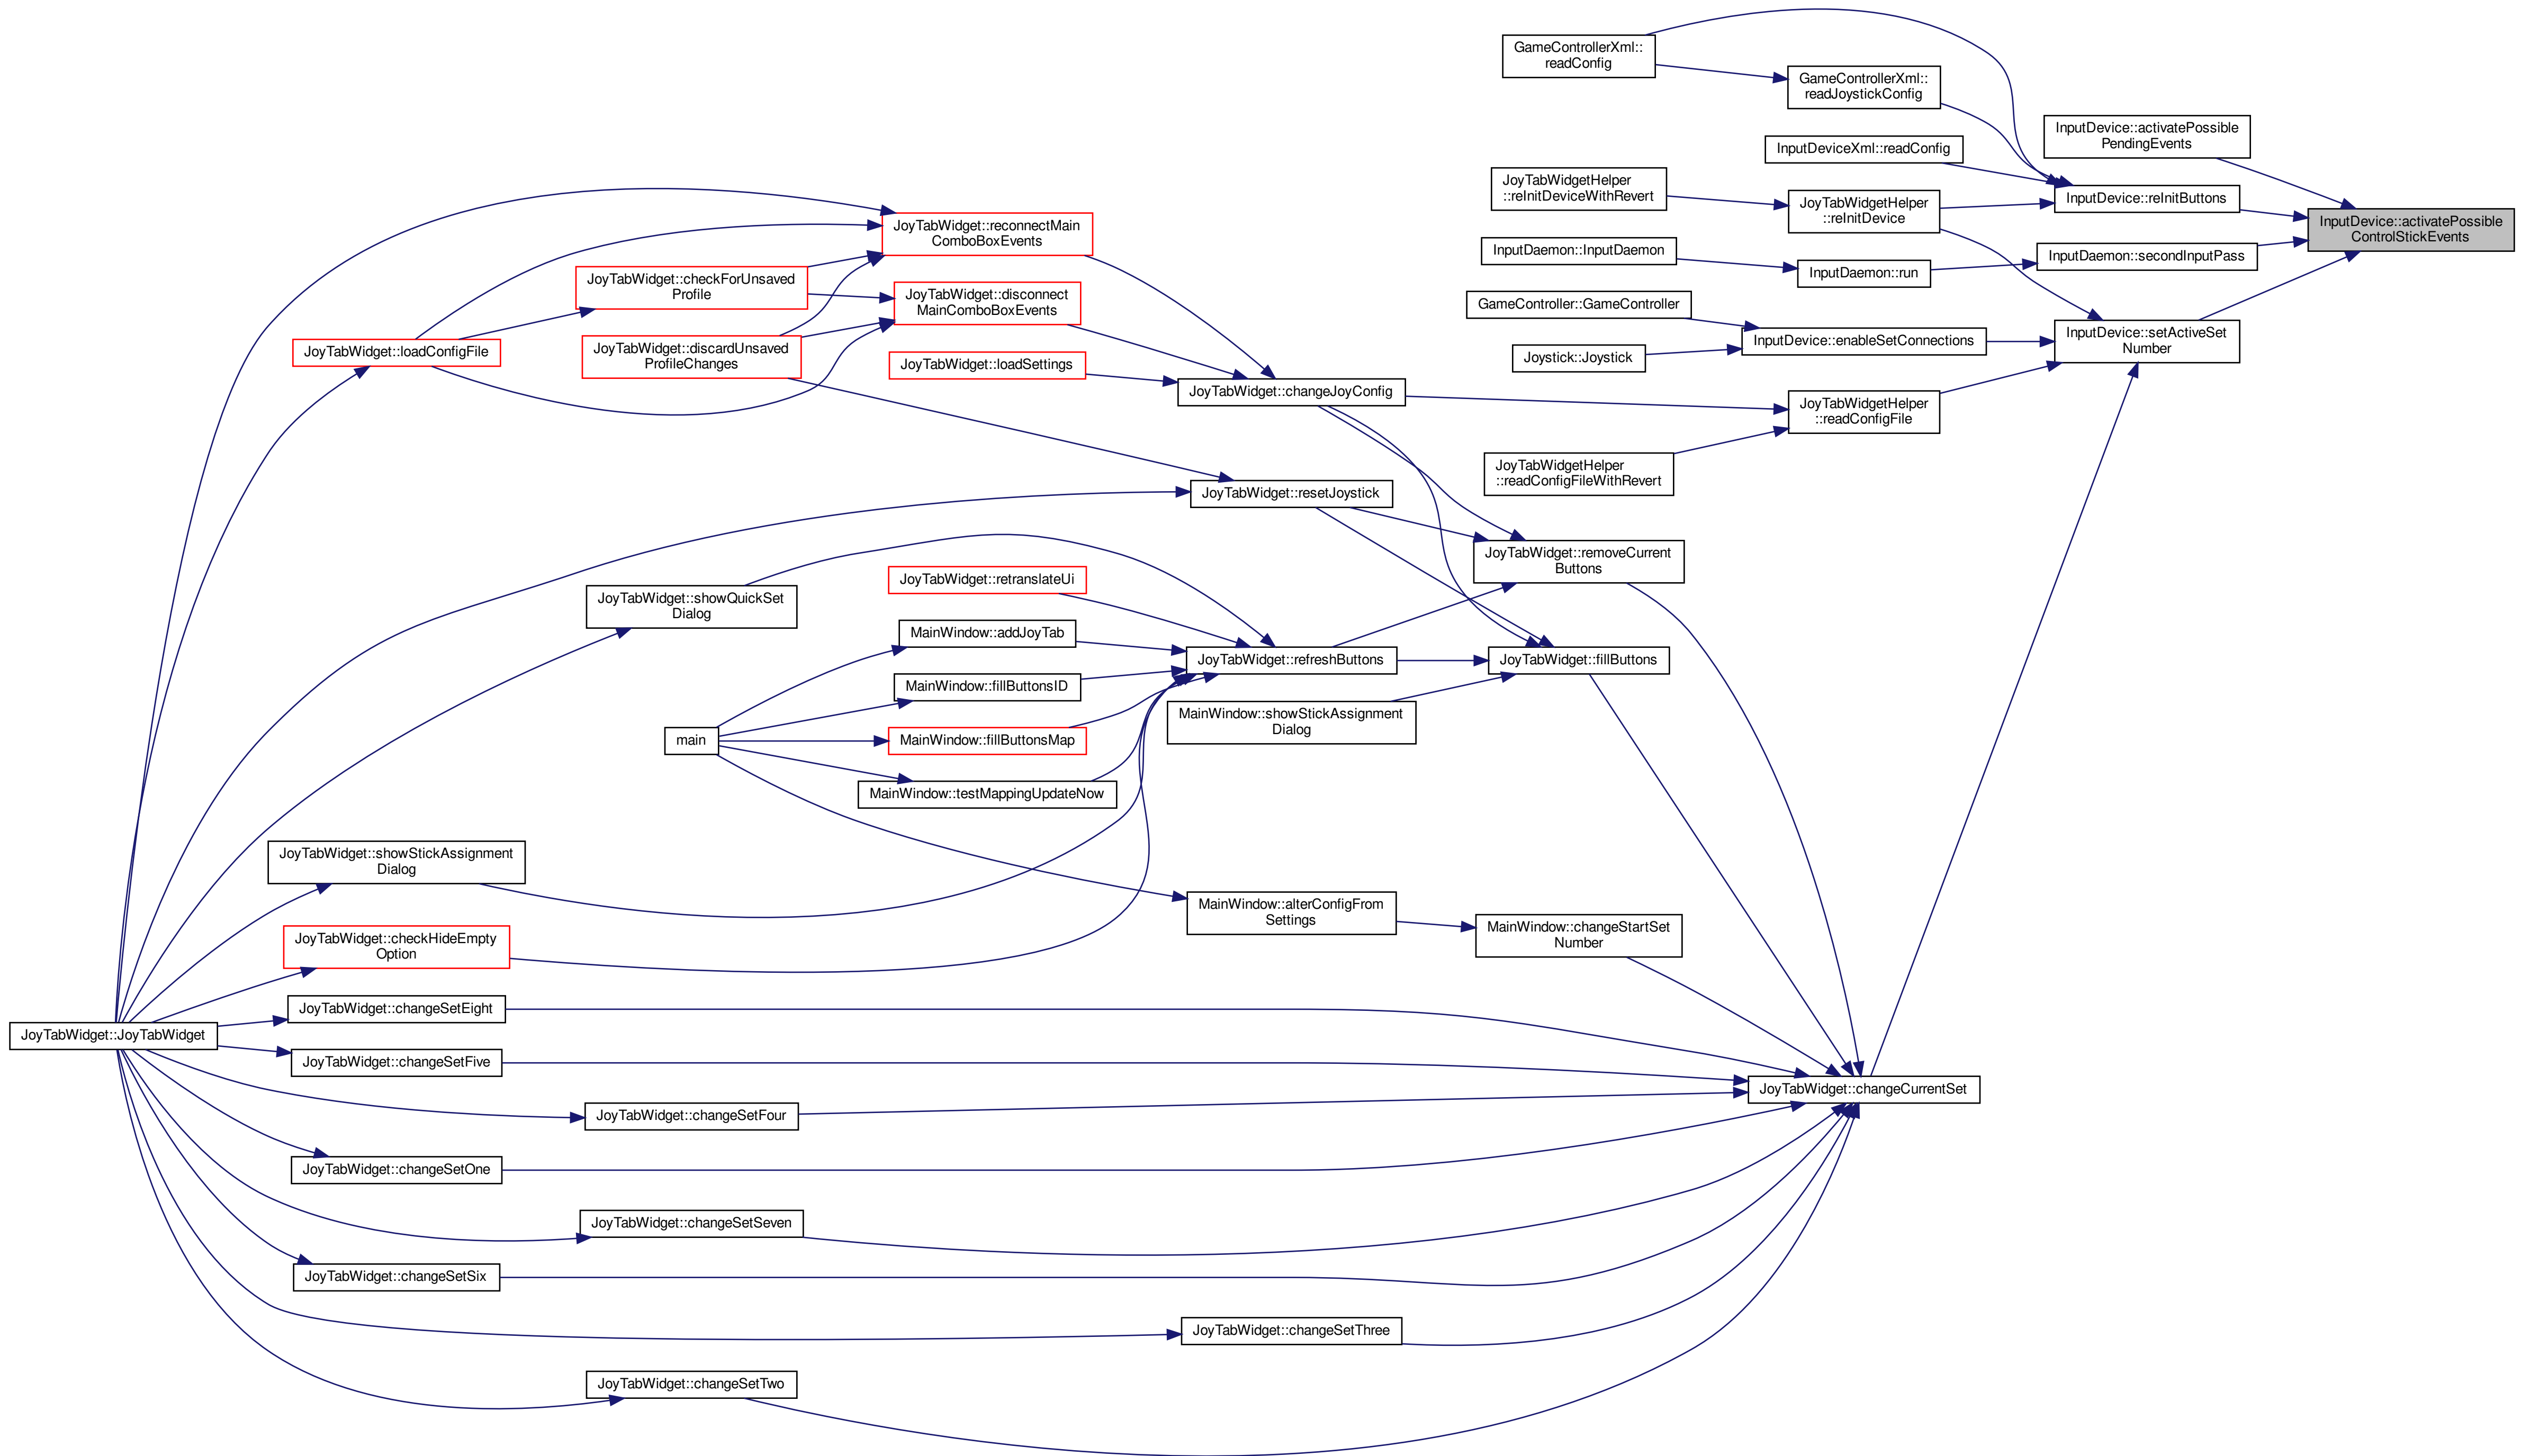 GameControllerXml::
readConfig
GameControllerXml::
readJoystickConfig
InputDevice::activatePossible
PendingEvents
InputDeviceXml::readConfig
JoyTabWidgetHelper
::reInitDeviceWithRevert
JoyTabWidgetHelper
::reInitDevice
InputDevice::reInitButtons
InputDevice::activatePossible
ControlStickEvents
JoyTabWidget::reconnectMain
ComboBoxEvents
InputDaemon::InputDaemon
InputDaemon::run
InputDaemon::secondInputPass
JoyTabWidget::checkForUnsaved
Profile
JoyTabWidget::disconnect
MainComboBoxEvents
GameController::GameController
InputDevice::enableSetConnections
InputDevice::setActiveSet
Number
JoyTabWidget::loadConfigFile
JoyTabWidget::discardUnsaved
ProfileChanges
Joystick::Joystick
JoyTabWidget::loadSettings
JoyTabWidget::changeJoyConfig
JoyTabWidgetHelper
::readConfigFile
JoyTabWidgetHelper
::readConfigFileWithRevert
JoyTabWidget::resetJoystick
JoyTabWidget::removeCurrent
Buttons
JoyTabWidget::retranslateUi
JoyTabWidget::showQuickSet
Dialog
MainWindow::addJoyTab
JoyTabWidget::refreshButtons
JoyTabWidget::fillButtons
MainWindow::fillButtonsID
MainWindow::showStickAssignment
Dialog
main
MainWindow::fillButtonsMap
MainWindow::testMappingUpdateNow
JoyTabWidget::showStickAssignment
Dialog
MainWindow::alterConfigFrom
Settings
MainWindow::changeStartSet
Number
JoyTabWidget::checkHideEmpty
Option
JoyTabWidget::changeSetEight
JoyTabWidget::JoyTabWidget
JoyTabWidget::changeSetFive
JoyTabWidget::changeCurrentSet
JoyTabWidget::changeSetFour
JoyTabWidget::changeSetOne
JoyTabWidget::changeSetSeven
JoyTabWidget::changeSetSix
JoyTabWidget::changeSetThree
JoyTabWidget::changeSetTwo